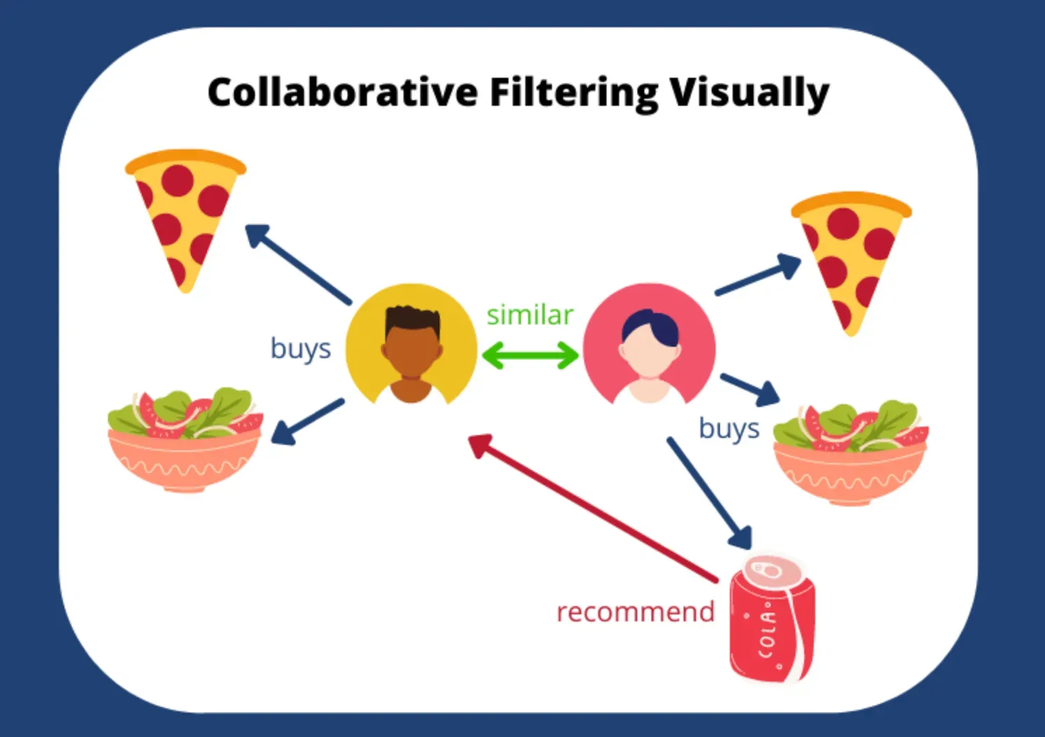 Collaborative Filtering Visually
similar
buys
buys
recommend
COLA